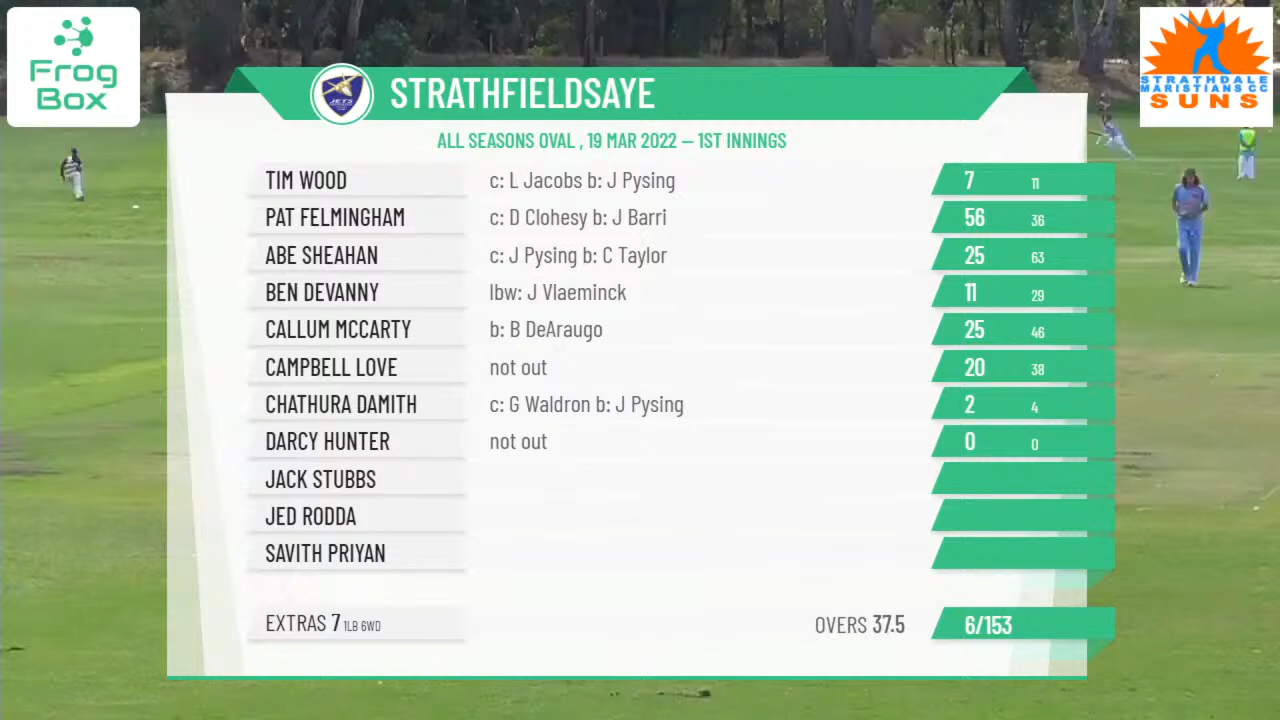 Frog
Box
JETS
STRATHFIELDSAYE
STRATHDALE
MARISTIANS CC
SUNS
ALL SEASONS OVAL , 19 MAR 2022 – 1ST INNINGS
TIM WOOD c: L Jacobs b: J Pysing 7 11
PAT FELMINGHAM c: D Clohesy b: J Barri 56 36
ABE SHEAHAN c: J Pysing b: C Taylor 25 63
BEN DEVANNY lbw: J Vlaeminck 11 29
CALLUM MCCARTY b: B DeAraugo 25 46
CAMPBELL LOVE not out 20 38
CHATHURA DAMITH c: G Waldron b: J Pysing 2 4
DARCY HUNTER not out 0 0
JACK STUBBS
JED RODDA
SAVITH PRIYAN
EXTRAS 7 1LB 6WD OVERS 37.5 6/153